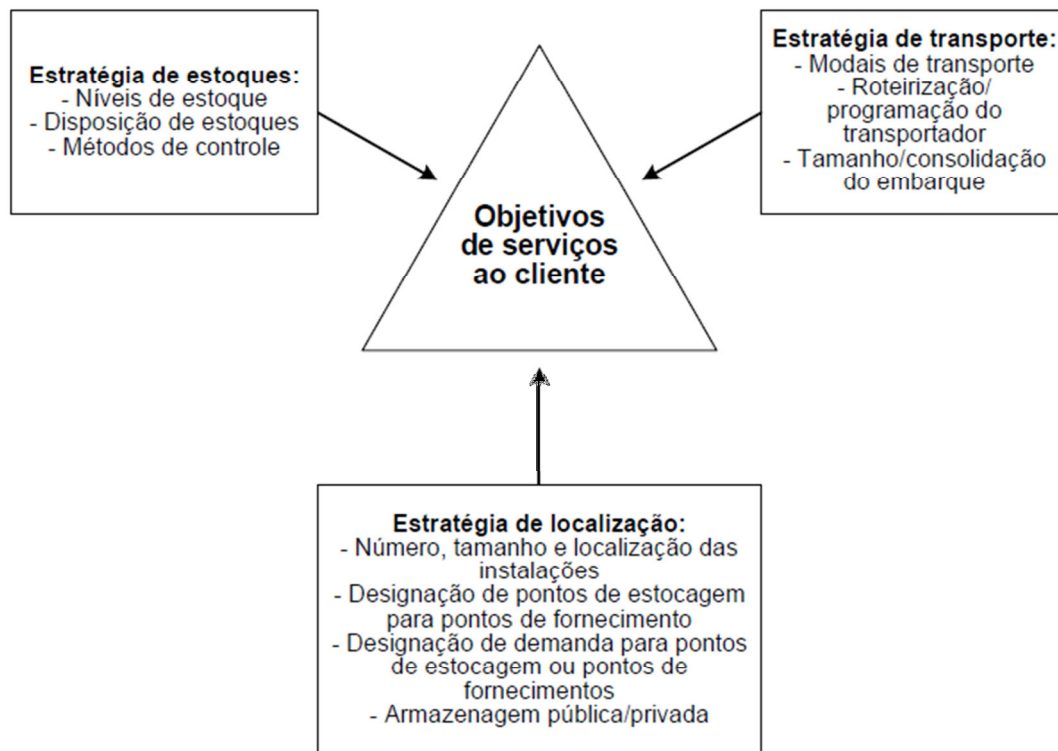 Estratégia de estoques:
- Níveis de estoque
- Disposição de estoques
- Métodos de controle
Estratégia de transporte:
- Modais de transporte
- Roteirização/
programação do
transportador
- Tamanho/consolidação
do embarque
Objetivos
de serviços
ao cliente
Estratégia de localização:
- Número, tamanho e localização das
instalações
- Designação de pontos de estocagem
para pontos de fornecimento
- Designação de demanda para pontos
de estocagem ou pontos de
fornecimentos
- Armazenagem pública/privada